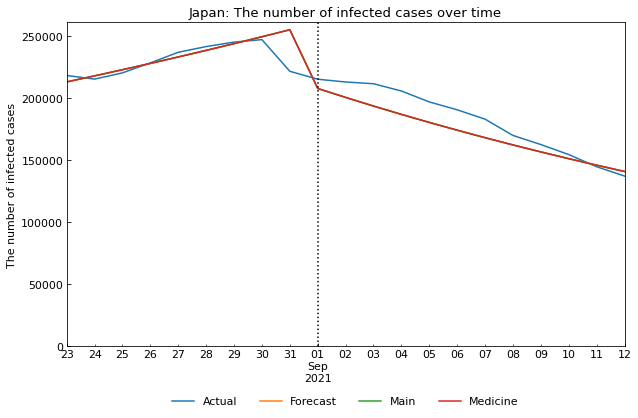 Japan: The number of infected cases over time
The number of infected cases
250000
200000
150000
100000
50000
0
23 24 25 26 27 28 29 30 31 01 02 03 04 05 06 07 08 09 10 11 12
Sep
2021
Actual Forecast Main Medicine